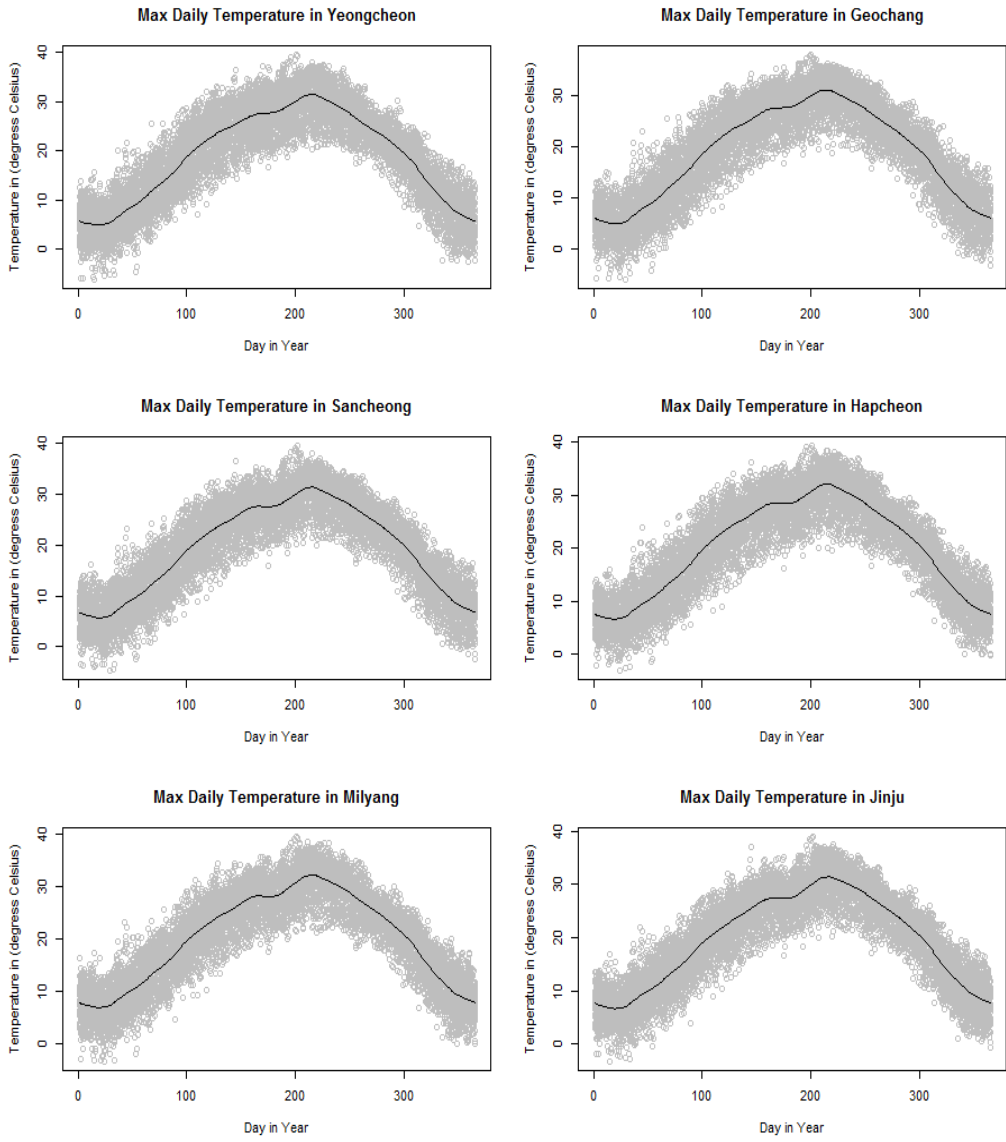 Max Daily Temperature in Yeongcheon
Temperature in (degress Celsius)
40
30
20
10
0
0 100 200 300
Day in Year
Max Daily Temperature in Geochang
Temperature in (degress Celsius)
30
20
10
0
0 100 200 300
Day in Year
Max Daily Temperature in Sancheong
Temperature in (degress Celsius)
40
30
20
10
0
0 100 200 300
Day in Year
Max Daily Temperature in Hapcheon
Temperature in (degress Celsius)
40
30
20
10
0
0 100 200 300
Day in Year
Max Daily Temperature in Milyang
Temperature in (degress Celsius)
40
30
20
10
0
0 100 200 300
Day in Year
Max Daily Temperature in Jinju
Temperature in (degress Celsius)
40
30
20
10
0
0 100 200 300
Day in Year